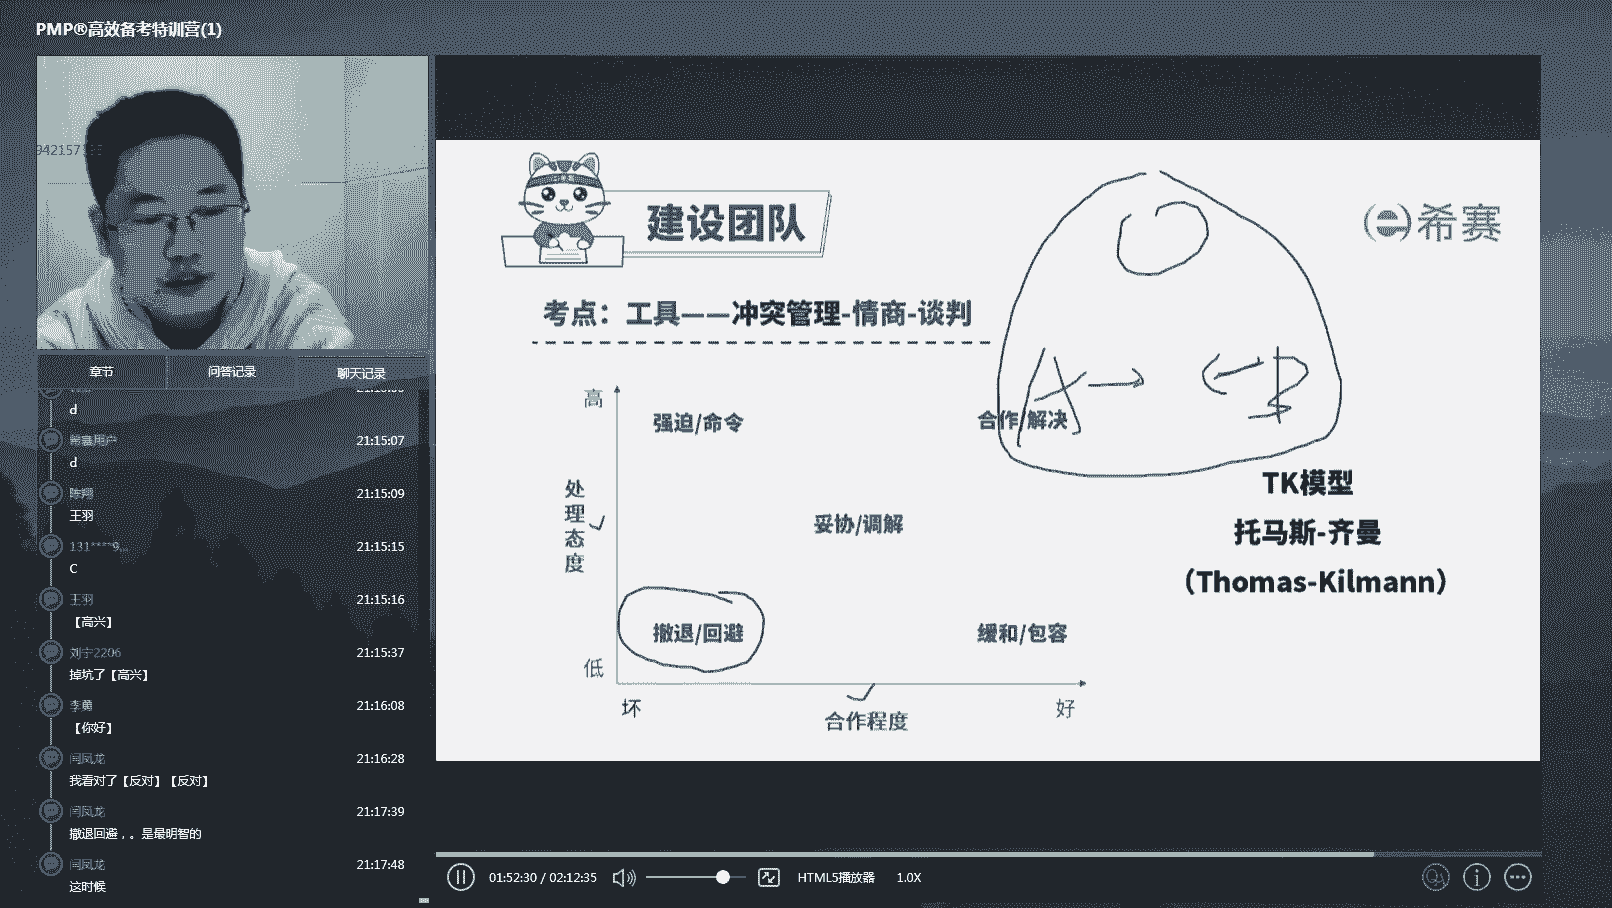 PMP®高效备考特训营(1)
章节
问答记录
聊天记录
d
希赛用户
21:15:07
d
陈翔
21:15:09
王羽
131****9...
21:15:15
C
王羽
21:15:16
【高兴】
刘宁2206
21:15:37
掉坑了【高兴】
李勇
21:16:08
【你好】
闫凤龙
21:16:28
我看对了【反对】【反对】
闫凤龙
21:17:39
撤退回避，。是最明智的
闫凤龙
21:17:48
这时候
建设团队
希赛
考点：工具——冲突管理-情商-谈判
A
B
高
强迫/命令
合作/解决
处理态度
妥协/调解
撤退/回避
缓和/包容
低
坏
合作程度
好
TK模型
托马斯-齐曼
（Thomas-Kilmann）
01:52:30 / 02:12:35
HTML5播放器
1.0X